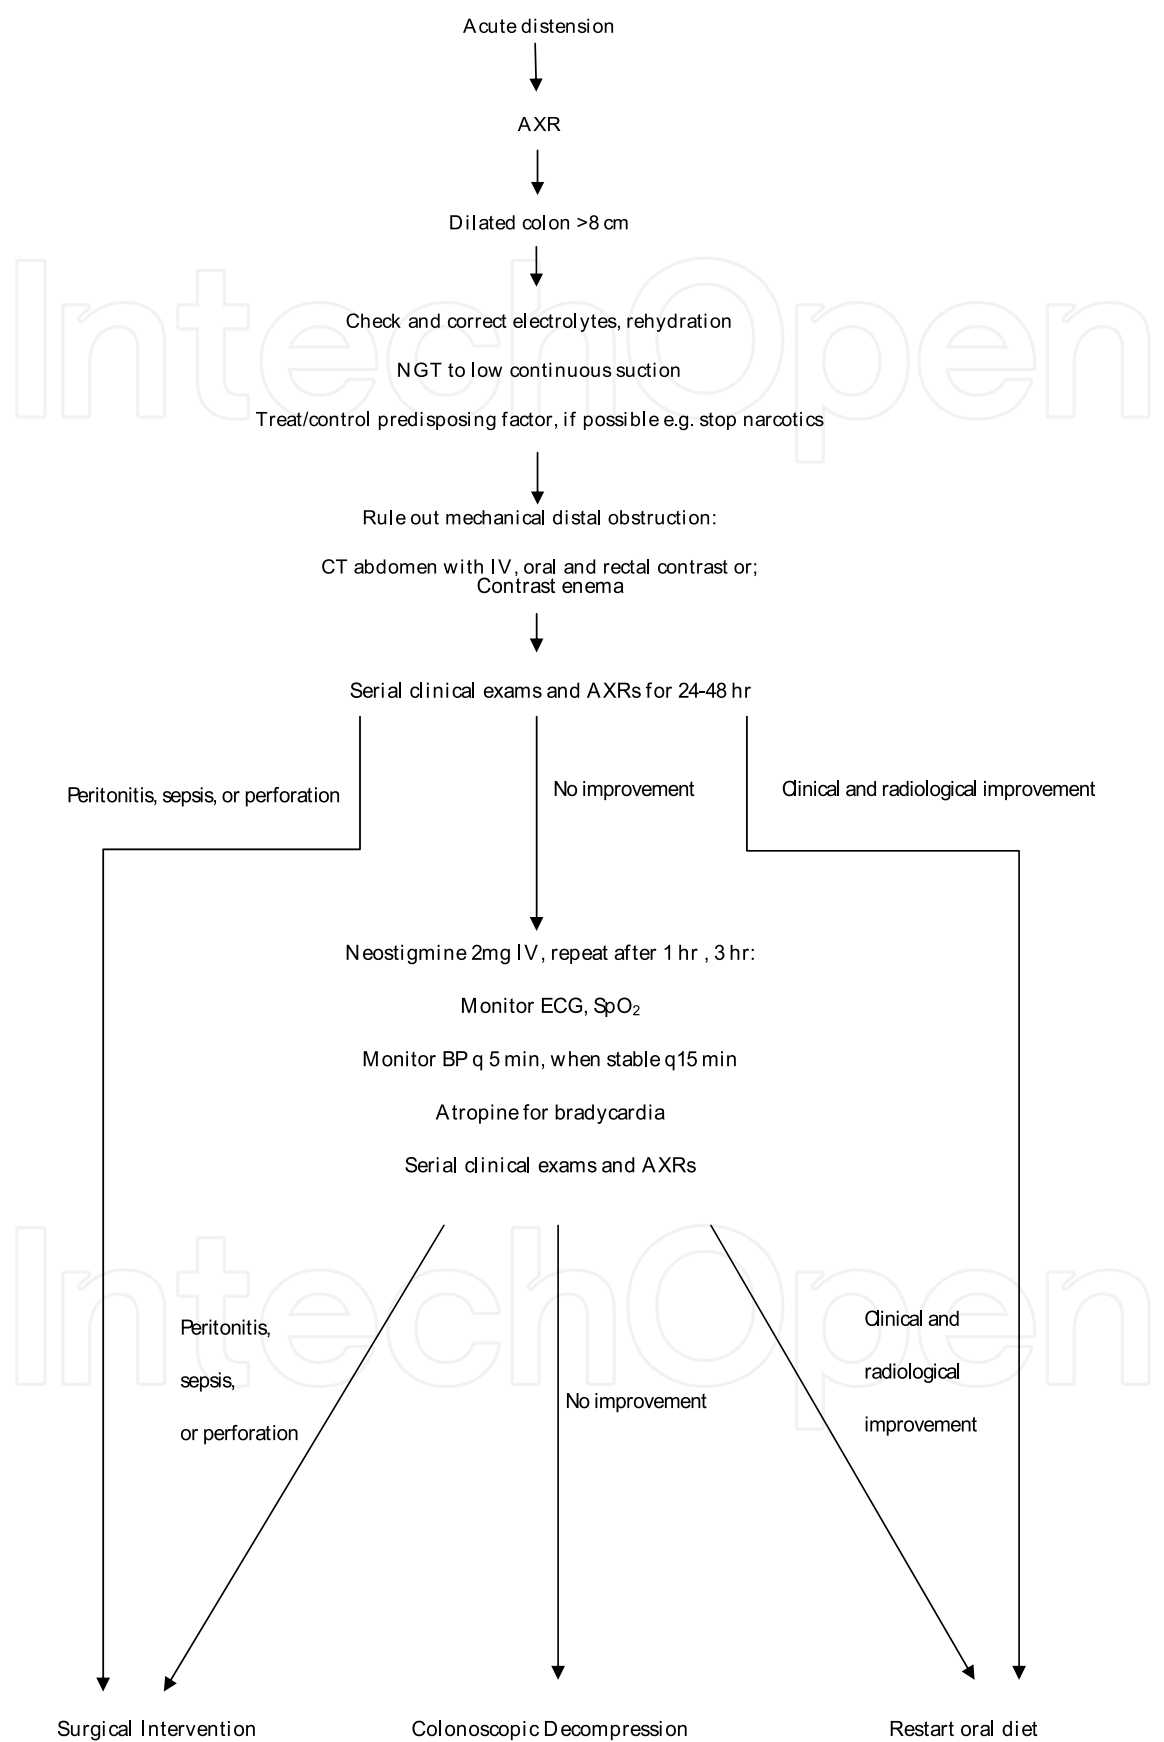 Acute distension
AXR
Dilated colon >8 cm
Check and correct electrolytes, rehydration
NGT to low continuous suction
Treat/control predisposing factor, if possible e.g. stop narcotics
Rule out mechanical distal obstruction:
CT abdomen with IV, oral and rectal contrast or;
Contrast enema
Serial clinical exams and AXRs for 24-48 hr
Peritonitis, sepsis, or perforation
No improvement
Clinical and radiological improvement
Neostigmine 2mg IV, repeat after 1 hr , 3 hr:
Monitor ECG, SpO₂
Monitor BP q 5 min, when stable q15 min
Atropine for bradycardia
Serial clinical exams and AXRs
Peritonitis,
sepsis,
or perforation
No improvement
Clinical and
radiological
improvement
Surgical Intervention
Colonoscopic Decompression
Restart oral diet
IntechOpen
IntechOpen